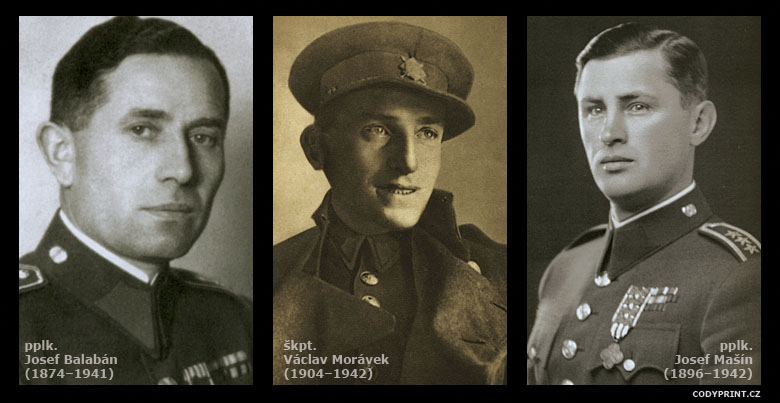 pplk.
Josef Balabán
(1874–1941)
škpt.
Václav Morávek
(1904–1942)
pplk.
Josef Mašín
(1896–1942)
CODYPRINT.CZ